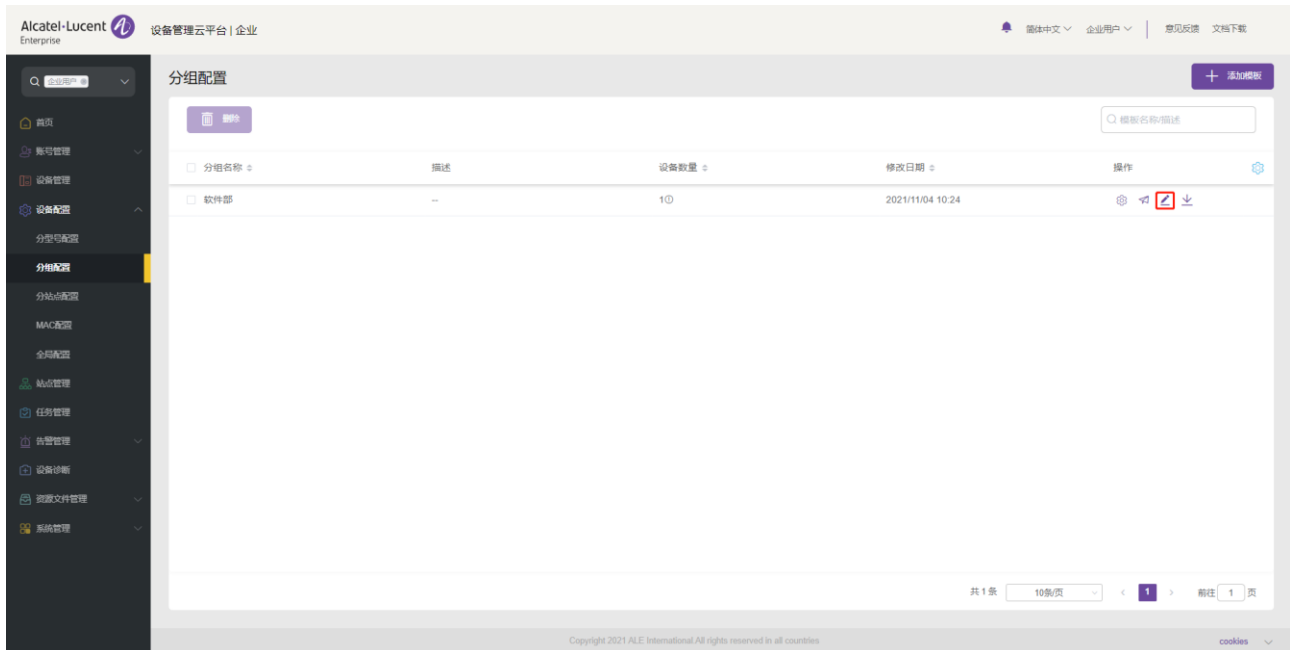 Alcatel·Lucent
Enterprise
设备管理云平台 | 企业
简体中文
企业用户
意见反馈
文档下载
企业用户
首页
账号管理
设备管理
设备配置
分型号配置
分组配置
分站点配置
MAC配置
全局配置
站点管理
任务管理
告警管理
设备诊断
资源文件管理
系统管理
分组配置
添加模板
删除
模板名称/描述
分组名称 描述 设备数量 修改日期 操作
软件部 -- 1 2021/11/04 10:24
共 1 条 10条/页 < 1 > 前往 1 页
Copyright 2021 ALE International.All rights reserved in all countries
cookies